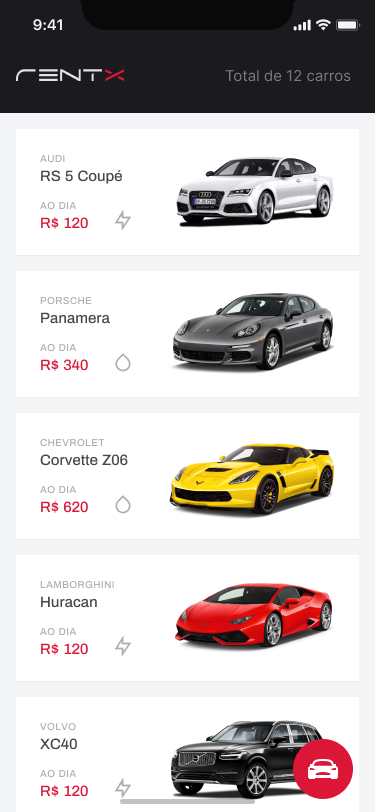 9:41
RENTX
Total de 12 carros
AUDI
RS 5 Coupé
AO DIA
R$ 120
PORSCHE
Panamera
AO DIA
R$ 340
CHEVROLET
Corvette Z06
AO DIA
R$ 620
LAMBORGHINI
Huracan
AO DIA
R$ 120
VOLVO
XC40
AO DIA
R$ 120